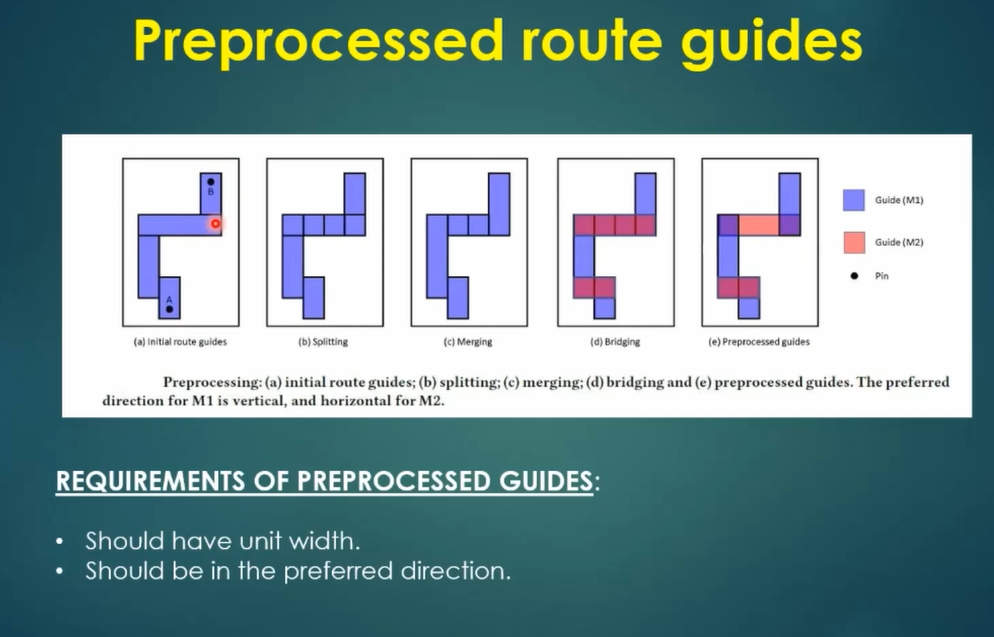 Preprocessed route guides
B
A
(a) Initial route guides
(b) Splitting
(c) Merging
(d) Bridging
(e) Preprocessed guides
Guide (M1)
Guide (M2)
Pin
Preprocessing: (a) initial route guides; (b) splitting; (c) merging; (d) bridging and (e) preprocessed guides. The preferred
direction for M1 is vertical, and horizontal for M2.
REQUIREMENTS OF PREPROCESSED GUIDES:
• Should have unit width.
• Should be in the preferred direction.